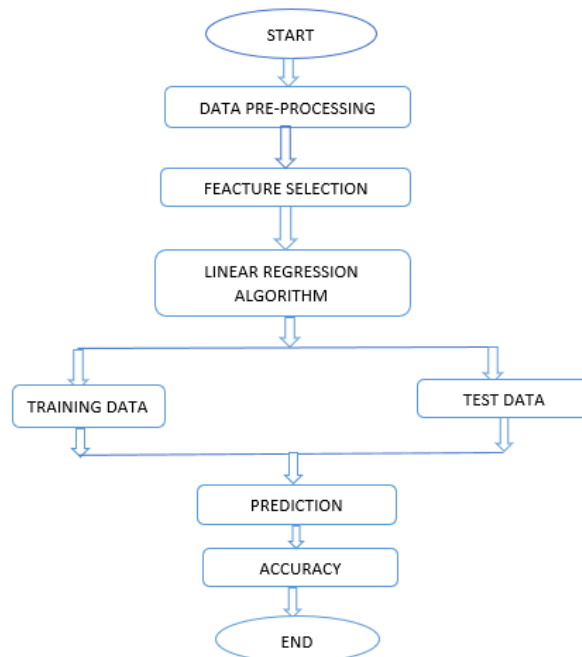 START
DATA PRE-PROCESSING
FEACTURE SELECTION
LINEAR REGRESSION
ALGORITHM
TRAINING DATA
TEST DATA
PREDICTION
ACCURACY
END